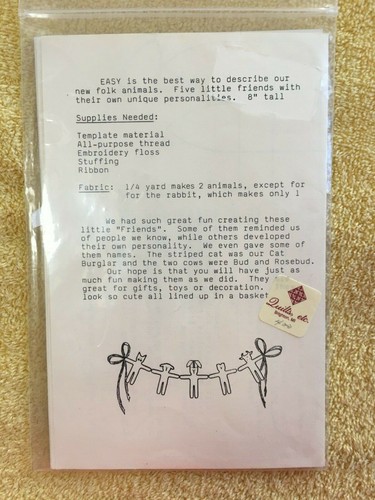 EASY is the best way to describe our
new folk animals. Five little friends with
their own unique personalities. 8" tall
Supplies Needed:
Template material
All-purpose thread
Embroidery floss
Stuffing
Ribbon
Fabric: 1/4 yard makes 2 animals, except for
for the rabbit, which makes only 1
We had such great fun creating these
little "Friends". Some of them reminded us
of people we know, while others developed
their own personality. We even gave some of
them names. The striped cat was our Cat
Burglar and the two cows were Bud and Rosebud.
Our hope is that you will have just as
much fun making them as we did. They
great for gifts, toys or decoration.
look so cute all lined up in a basket
Quilts, etc.